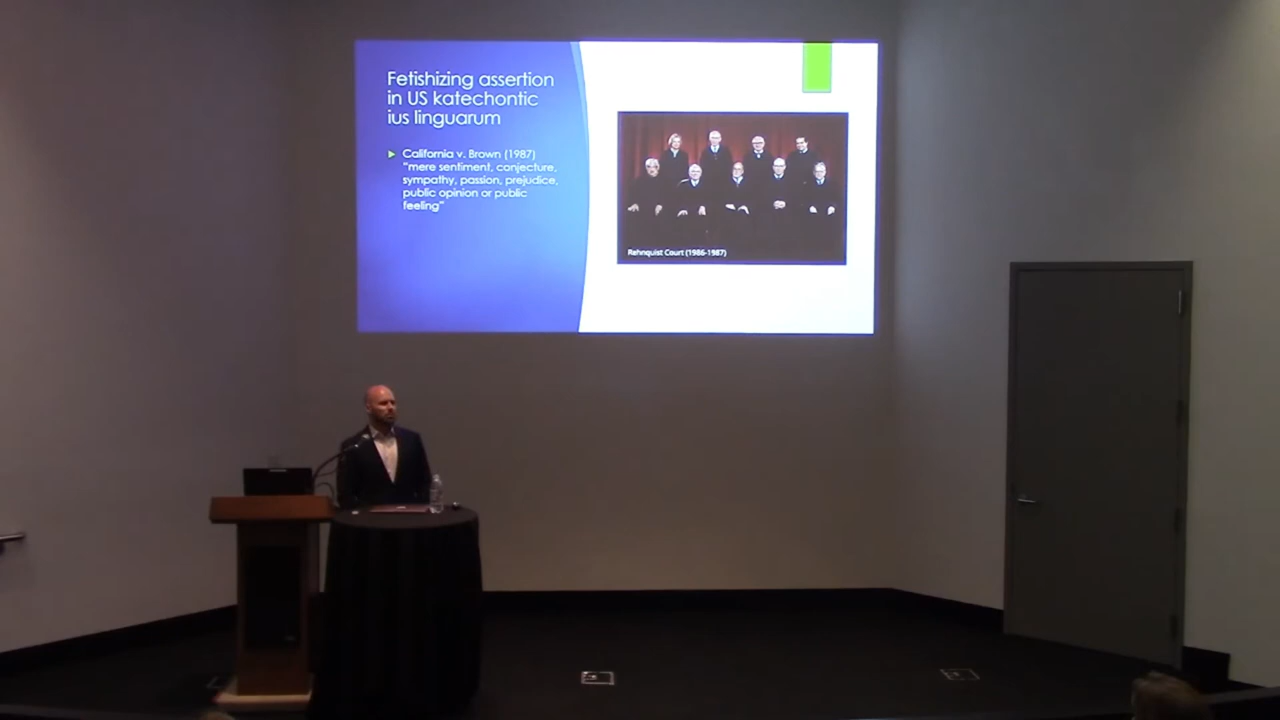 Fetishizing assertion
in US katechontic
ius linguarum
California v. Brown (1987)
"mere sentiment, conjecture,
sympathy, passion, prejudice,
public opinion or public
feeling"
Rehnquist Court (1986-1987)